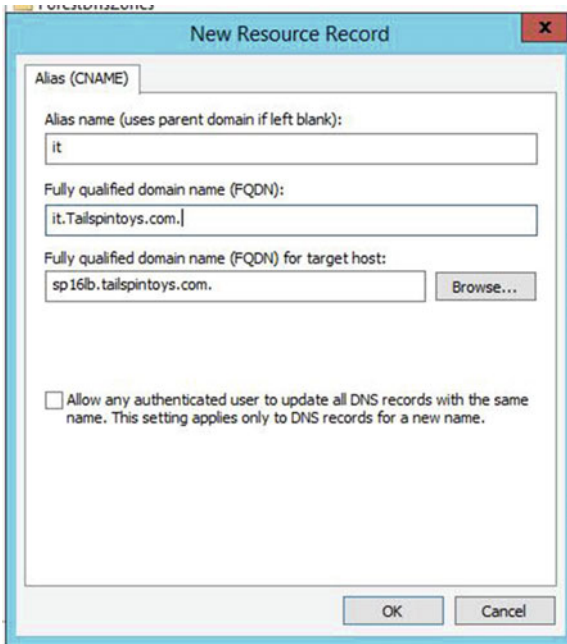 ForestDnsZones
New Resource Record
x
Alias (CNAME)
Alias name (uses parent domain if left blank):
it
Fully qualified domain name (FQDN):
it.Tailspintoys.com.
Fully qualified domain name (FQDN) for target host:
sp16lb.tailspintoys.com.
Browse...
Allow any authenticated user to update all DNS records with the same
name. This setting applies only to DNS records for a new name.
OK
Cancel